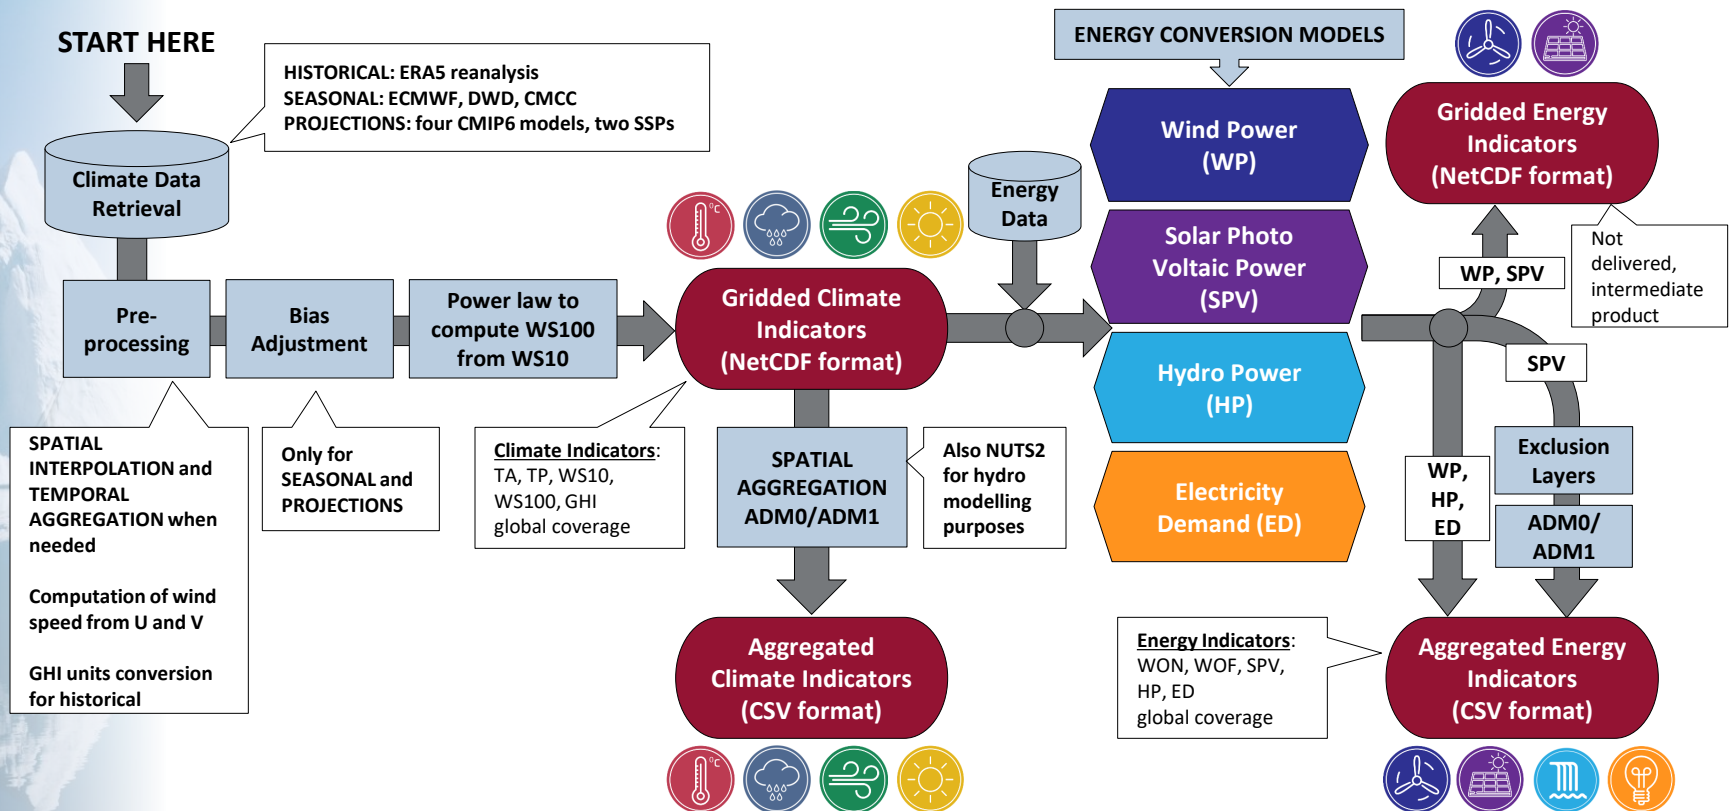 START HERE
HISTORICAL: ERA5 reanalysis
SEASONAL: ECMWF, DWD, CMCC
PROJECTIONS: four CMIP6 models, two SSPs
Climate Data
Retrieval
Pre-
processing
Bias
Adjustment
Power law to
compute WS100
from WS10
SPATIAL
INTERPOLATION and
TEMPORAL
AGGREGATION when
needed
Computation of wind
speed from U and V
GHI units conversion
for historical
Only for
SEASONAL and
PROJECTIONS
°C
Gridded Climate
Indicators
(NetCDF format)
Climate Indicators:
TA, TP, WS10,
WS100, GHI
global coverage
SPATIAL
AGGREGATION
ADM0/ADM1
Also NUTS2
for hydro
modelling
purposes
Aggregated
Climate Indicators
(CSV format)
°C
Energy
Data
ENERGY CONVERSION MODELS
Wind Power
(WP)
Solar Photo
Voltaic Power
(SPV)
Hydro Power
(HP)
Electricity
Demand (ED)
Gridded Energy
Indicators
(NetCDF format)
Not
delivered,
intermediate
product
WP, SPV
SPV
WP,
HP,
ED
Exclusion
Layers
ADM0/
ADM1
Energy Indicators:
WON, WOF, SPV,
HP, ED
global coverage
Aggregated Energy
Indicators
(CSV format)